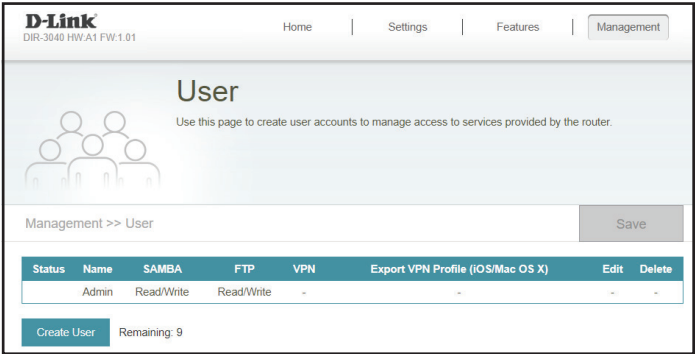 D-Link
DIR-3040 HW:A1 FW:1.01
Home | Settings | Features | Management
User
Use this page to create user accounts to manage access to services provided by the router.
Management >> User
Save
Status Name SAMBA FTP VPN Export VPN Profile (iOS/Mac OS X) Edit Delete
Admin Read/Write Read/Write - - - -
Create User Remaining: 9